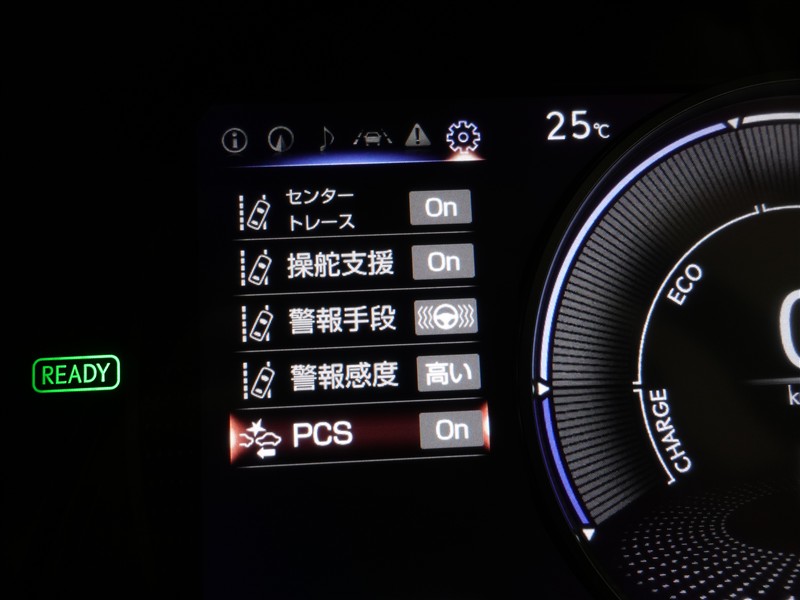 25℃
センター
トレース
On
操舵支援
On
警報手段
警報感度
高い
READY
PCS
On
ECO
CHARGE